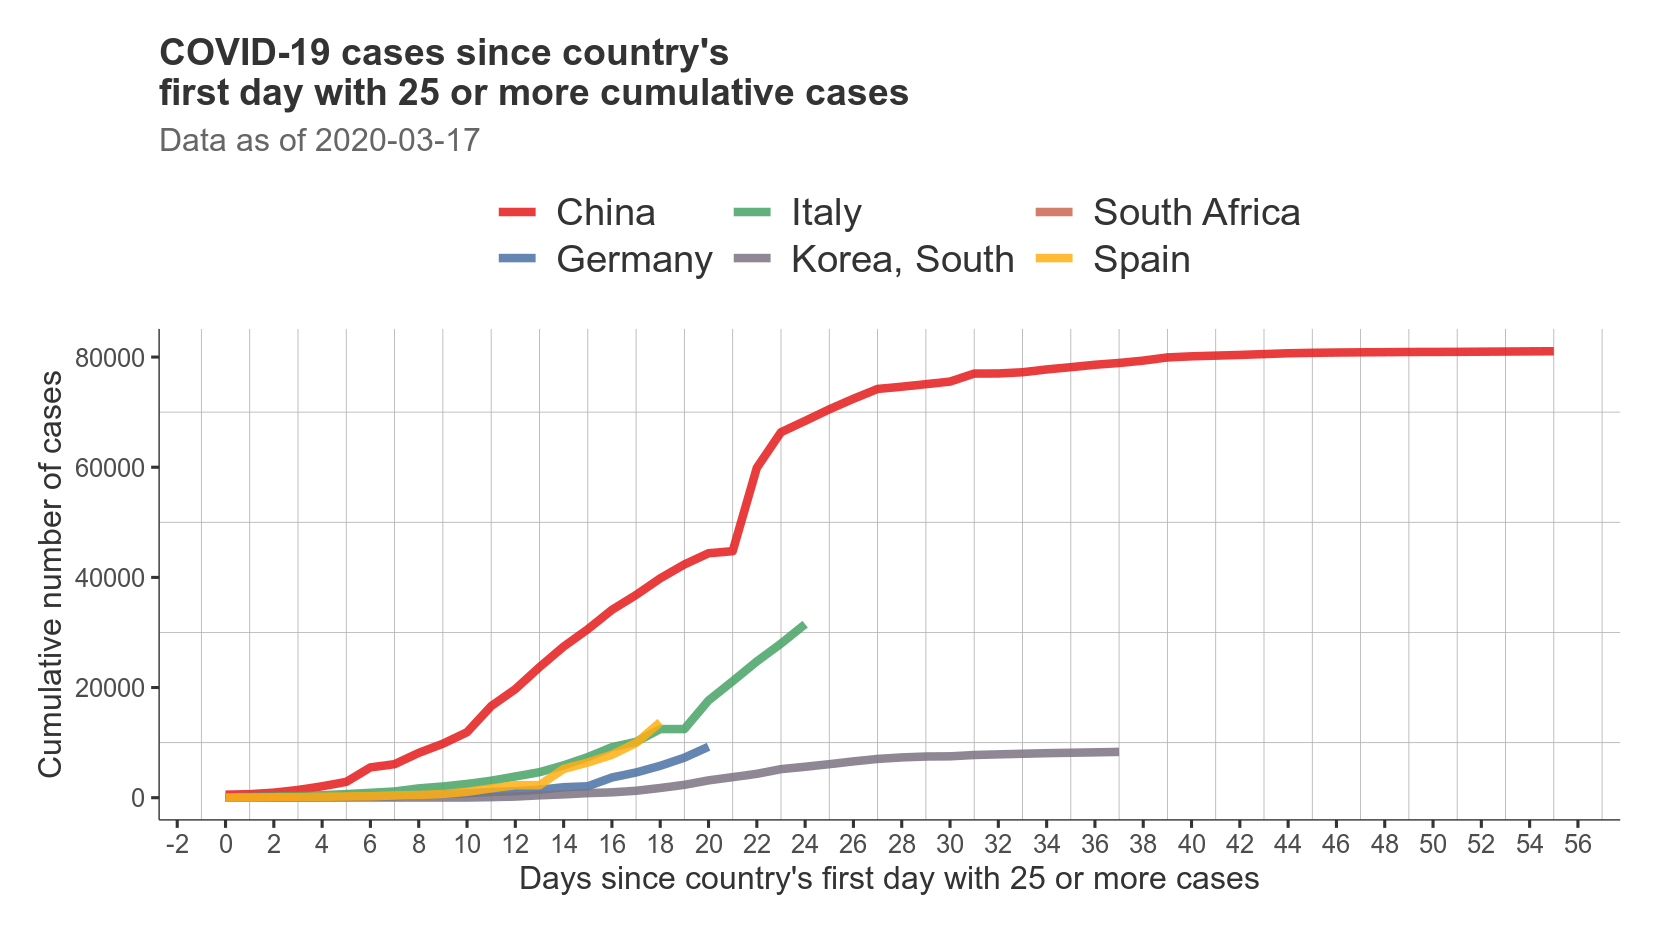 COVID-19 cases since country's
first day with 25 or more cumulative cases
Data as of 2020-03-17
China Italy South Africa
Germany Korea, South Spain
Cumulative number of cases
80000
60000
40000
20000
0
-2 0 2 4 6 8 10 12 14 16 18 20 22 24 26 28 30 32 34 36 38 40 42 44 46 48 50 52 54 56
Days since country's first day with 25 or more cases